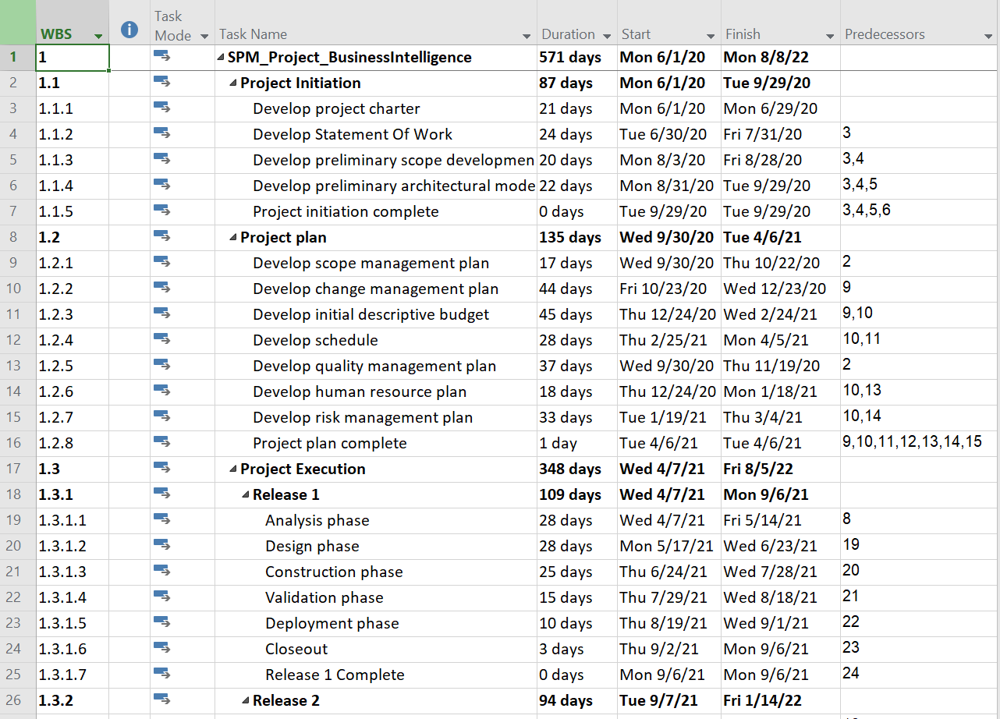 WBS Task Mode Task Name Duration Start Finish Predecessors
1 1 SPM_Project_BusinessIntelligence 571 days Mon 6/1/20 Mon 8/8/22
2 1.1 Project Initiation 87 days Mon 6/1/20 Tue 9/29/20
3 1.1.1 Develop project charter 21 days Mon 6/1/20 Mon 6/29/20
4 1.1.2 Develop Statement Of Work 24 days Tue 6/30/20 Fri 7/31/20 3
5 1.1.3 Develop preliminary scope developmen 20 days Mon 8/3/20 Fri 8/28/20 3,4
6 1.1.4 Develop preliminary architectural mode 22 days Mon 8/31/20 Tue 9/29/20 3,4,5
7 1.1.5 Project initiation complete 0 days Tue 9/29/20 Tue 9/29/20 3,4,5,6
8 1.2 Project plan 135 days Wed 9/30/20 Tue 4/6/21
9 1.2.1 Develop scope management plan 17 days Wed 9/30/20 Thu 10/22/20 2
10 1.2.2 Develop change management plan 44 days Fri 10/23/20 Wed 12/23/20 9
11 1.2.3 Develop initial descriptive budget 45 days Thu 12/24/20 Wed 2/24/21 9,10
12 1.2.4 Develop schedule 28 days Thu 2/25/21 Mon 4/5/21 10,11
13 1.2.5 Develop quality management plan 37 days Wed 9/30/20 Thu 11/19/20 2
14 1.2.6 Develop human resource plan 18 days Thu 12/24/20 Mon 1/18/21 10,13
15 1.2.7 Develop risk management plan 33 days Tue 1/19/21 Thu 3/4/21 10,14
16 1.2.8 Project plan complete 1 day Tue 4/6/21 Tue 4/6/21 9,10,11,12,13,14,15
17 1.3 Project Execution 348 days Wed 4/7/21 Fri 8/5/22
18 1.3.1 Release 1 109 days Wed 4/7/21 Mon 9/6/21
19 1.3.1.1 Analysis phase 28 days Wed 4/7/21 Fri 5/14/21 8
20 1.3.1.2 Design phase 28 days Mon 5/17/21 Wed 6/23/21 19
21 1.3.1.3 Construction phase 25 days Thu 6/24/21 Wed 7/28/21 20
22 1.3.1.4 Validation phase 15 days Thu 7/29/21 Wed 8/18/21 21
23 1.3.1.5 Deployment phase 10 days Thu 8/19/21 Wed 9/1/21 22
24 1.3.1.6 Closeout 3 days Thu 9/2/21 Mon 9/6/21 23
25 1.3.1.7 Release 1 Complete 0 days Mon 9/6/21 Mon 9/6/21 24
26 1.3.2 Release 2 94 days Tue 9/7/21 Fri 1/14/22